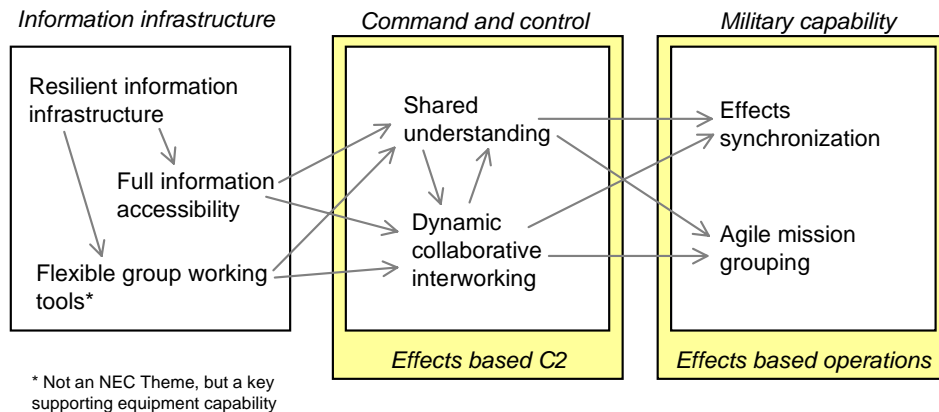 Information infrastructure
Command and control
Military capability
Resilient information
infrastructure
Full information
accessibility
Flexible group working
tools*
Shared
understanding
Dynamic
collaborative
interworking
Effects
synchronization
Agile mission
grouping
Effects based C2
Effects based operations
* Not an NEC Theme, but a key
supporting equipment capability